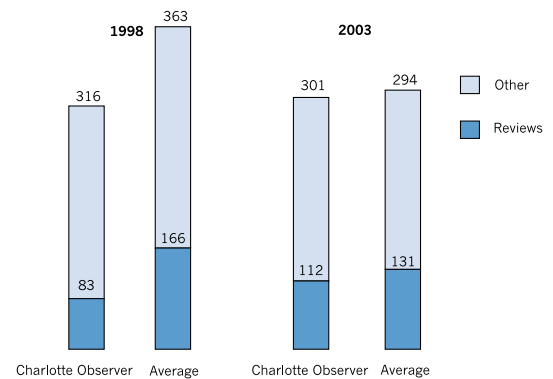 1998
363
316
166
83
Charlotte Observer
Average
2003
301
294
112
131
Charlotte Observer
Average
Other
Reviews